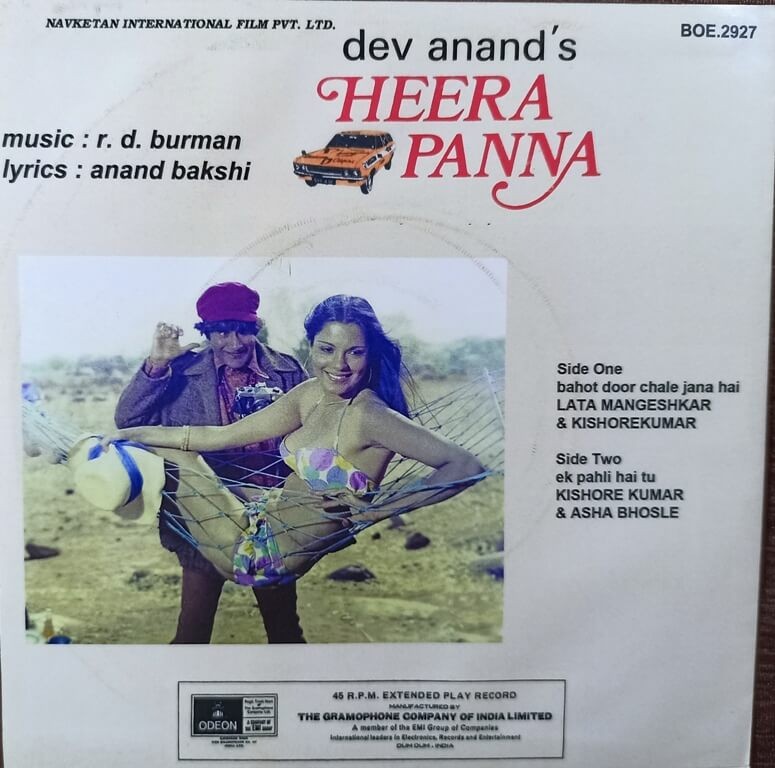 NAVKETAN INTERNATIONAL FILM PVT. LTD.
BOE.2927
dev anand's
HEERA
PANNA
music : r. d. burman
lyrics : anand bakshi
Side One
bahot door chale jana hai
LATA MANGESHKAR
& KISHOREKUMAR
Side Two
ek pahli hai tu
KISHORE KUMAR
& ASHA BHOSLE
ODEON
45 R.P.M. EXTENDED PLAY RECORD
MANUFACTURED BY
THE GRAMOPHONE COMPANY OF INDIA LIMITED
A member of the EMI Group of Companies
International leaders in Electronics, Records and Entertainment
DUM DUM - INDIA